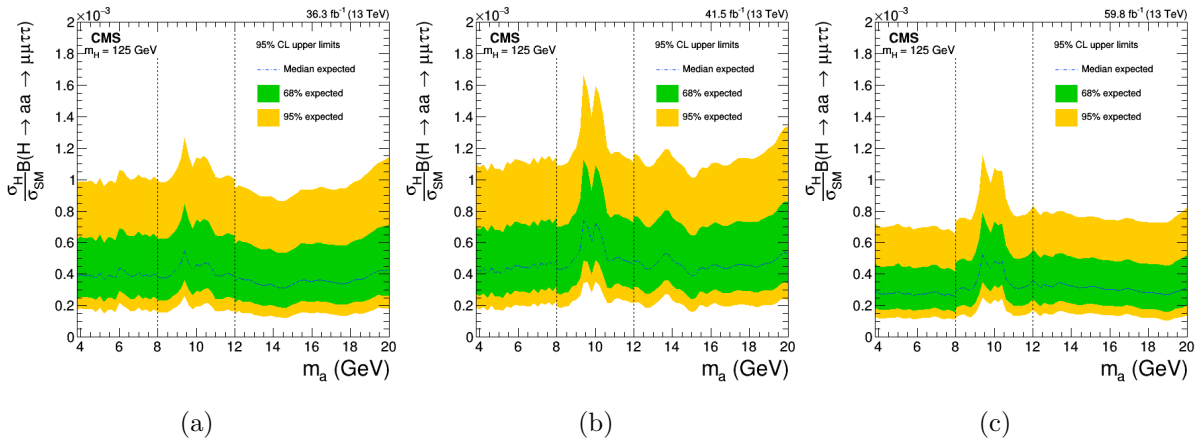 ×10⁻³
36.3 fb⁻¹ (13 TeV)
CMS
m_H = 125 GeV
95% CL upper limits
Median expected
68% expected
95% expected
σ_H/σ_SM B(H → aa → μμττ)
2
1.8
1.6
1.4
1.2
1
0.8
0.6
0.4
0.2
0
4 6 8 10 12 14 16 18 20
m_a (GeV)
(a)
×10⁻³
41.5 fb⁻¹ (13 TeV)
CMS
m_H = 125 GeV
95% CL upper limits
Median expected
68% expected
95% expected
σ_H/σ_SM B(H → aa → μμττ)
2
1.8
1.6
1.4
1.2
1
0.8
0.6
0.4
0.2
0
4 6 8 10 12 14 16 18 20
m_a (GeV)
(b)
×10⁻³
59.8 fb⁻¹ (13 TeV)
CMS
m_H = 125 GeV
95% CL upper limits
Median expected
68% expected
95% expected
σ_H/σ_SM B(H → aa → μμττ)
2
1.8
1.6
1.4
1.2
1
0.8
0.6
0.4
0.2
0
4 6 8 10 12 14 16 18 20
m_a (GeV)
(c)